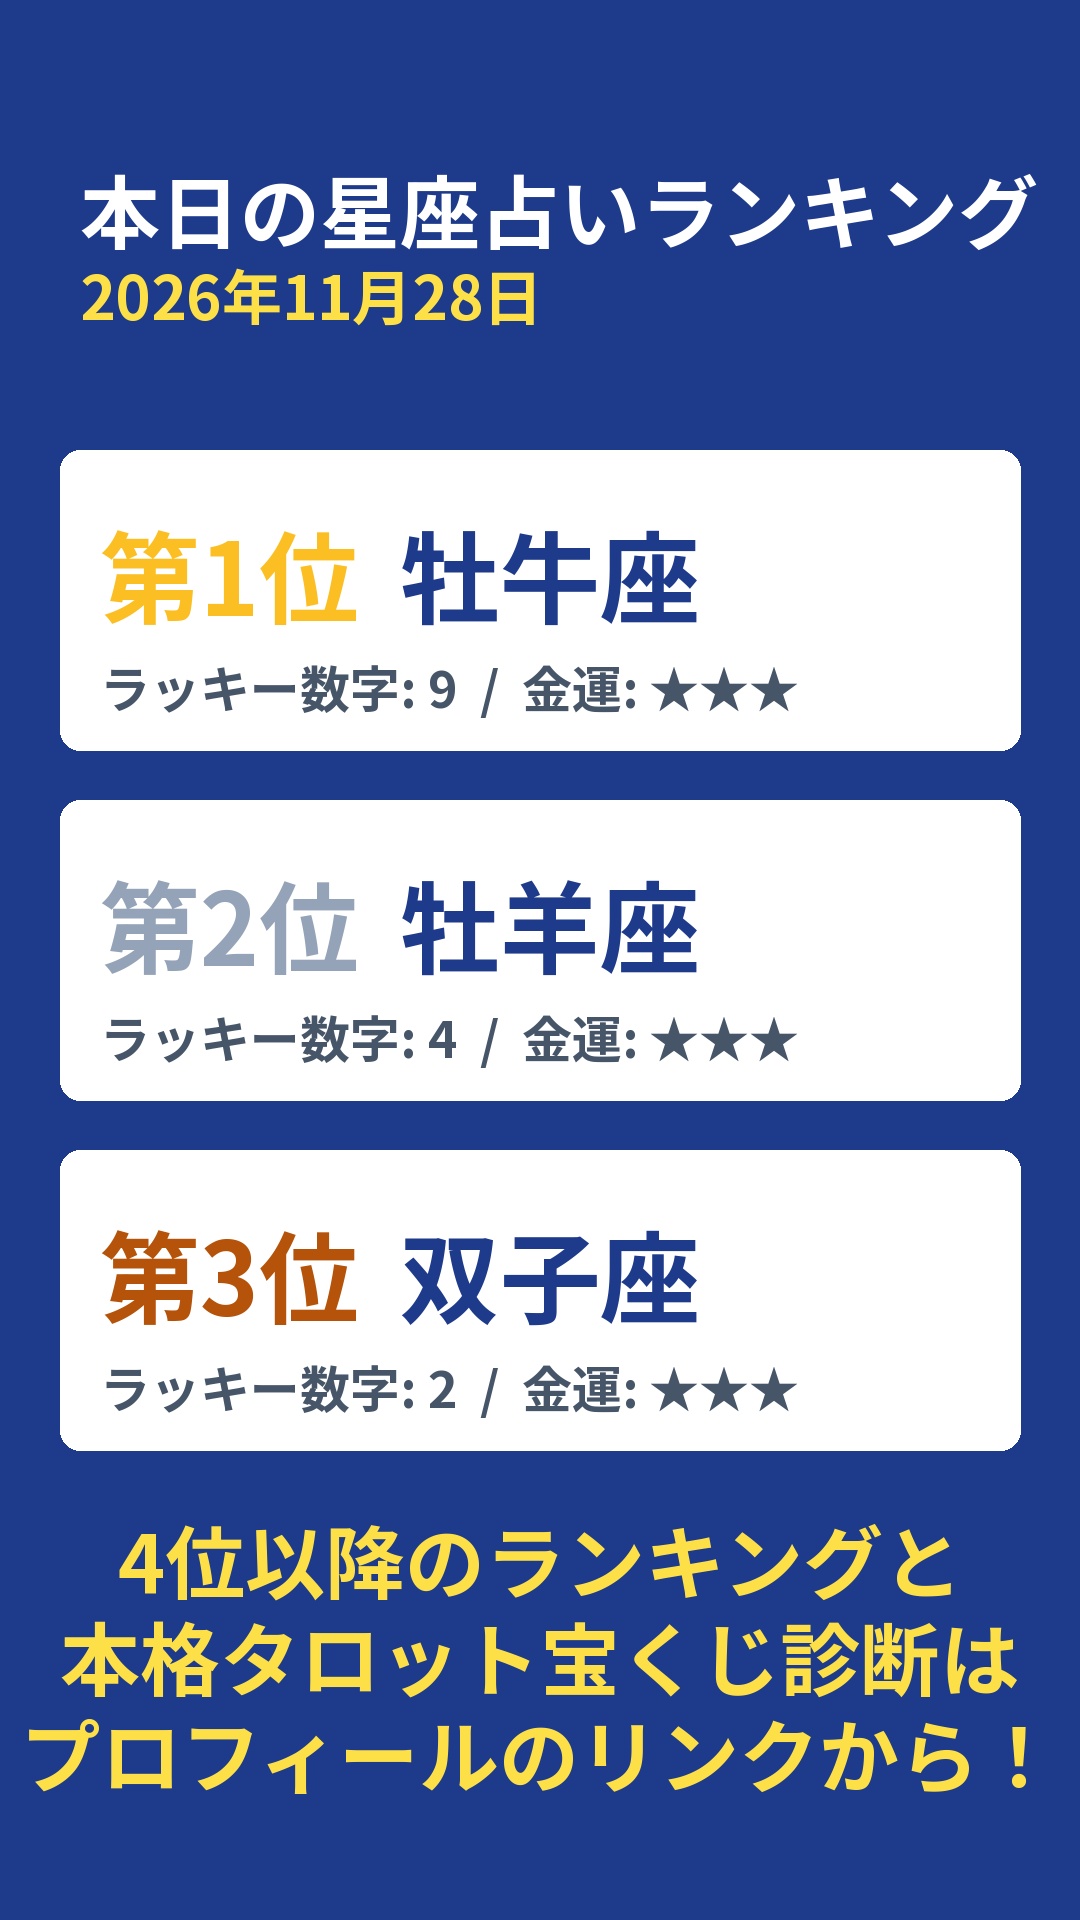 本日の星座占いランキング
2026年11月28日
第1位 牡牛座
ラッキー数字: 9 / 金運: ★★★
第2位 牡羊座
ラッキー数字: 4 / 金運: ★★★
第3位 双子座
ラッキー数字: 2 / 金運: ★★★
4位以降のランキングと
本格タロット宝くじ診断は
プロフィールのリンクから！